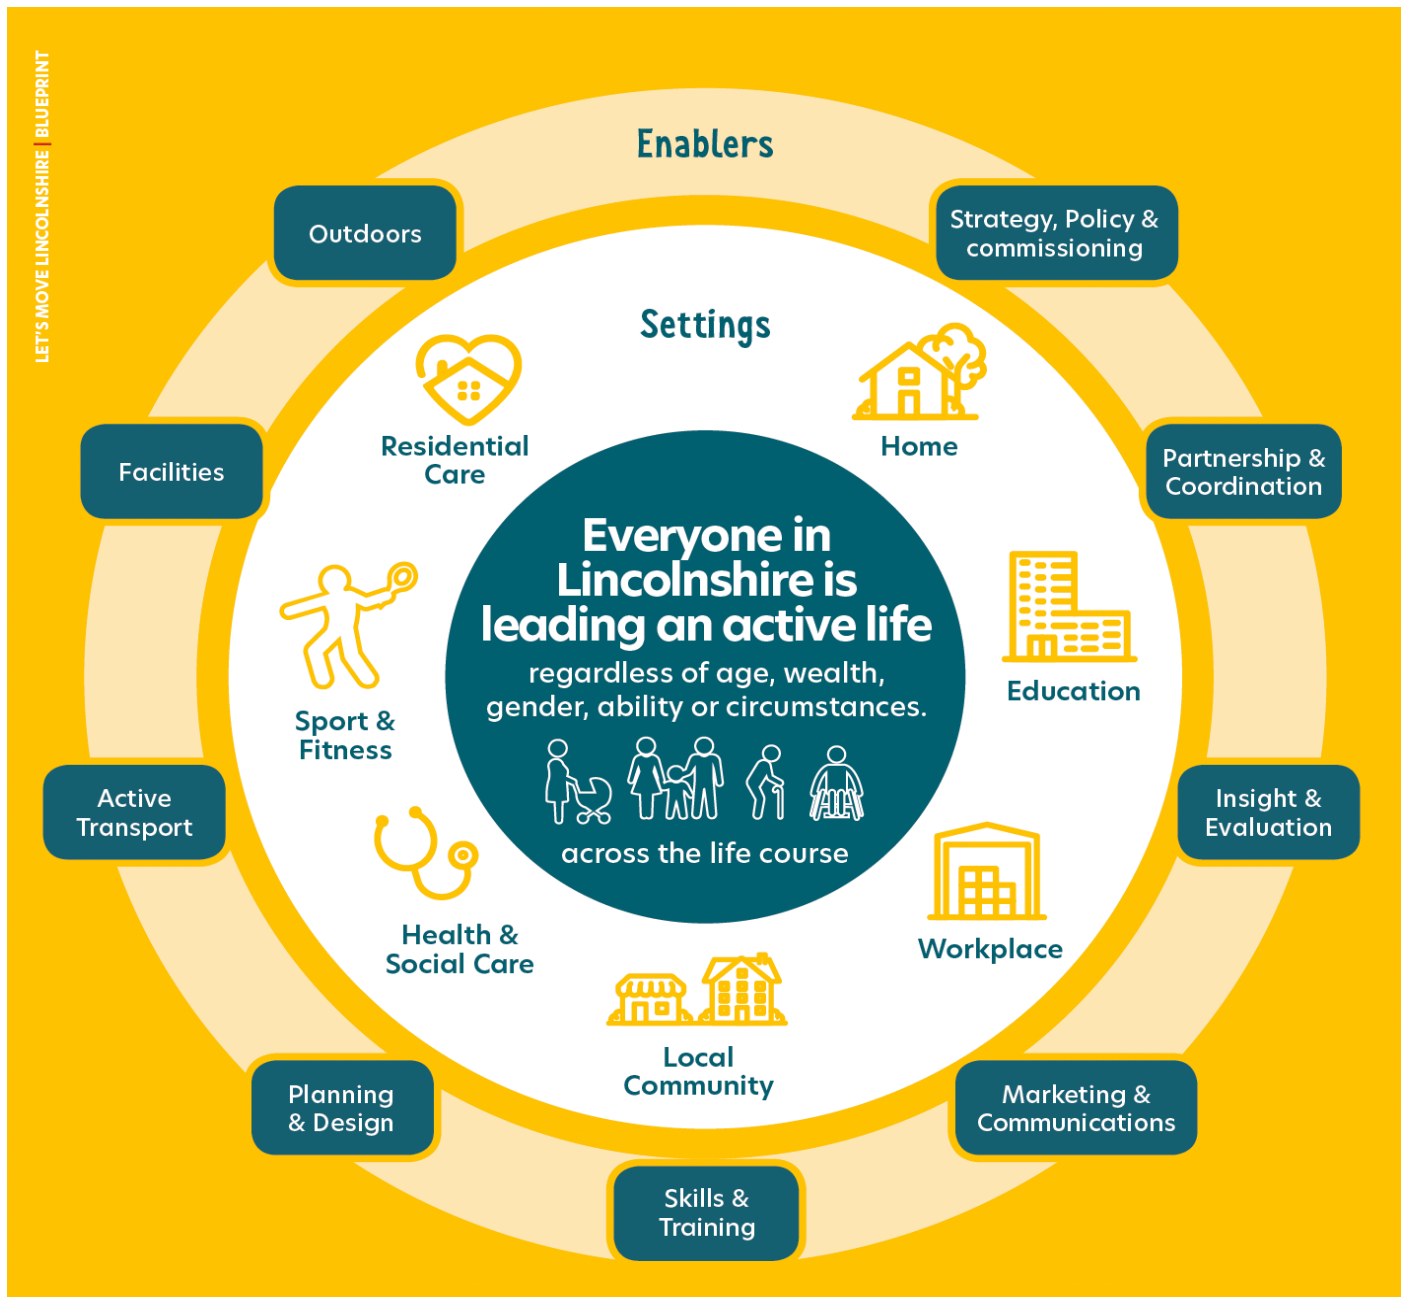 LET'S MOVE LINCOLNSHIRE | BLUEPRINT
Enablers
Outdoors
Strategy, Policy &
commissioning
Settings
Residential
Care
Home
Facilities
Partnership &
Coordination
Everyone in
Lincolnshire is
leading an active life
regardless of age, wealth,
gender, ability or circumstances.
across the life course
Education
Sport &
Fitness
Active
Transport
Insight &
Evaluation
Health &
Social Care
Workplace
Local
Community
Planning
& Design
Marketing &
Communications
Skills &
Training